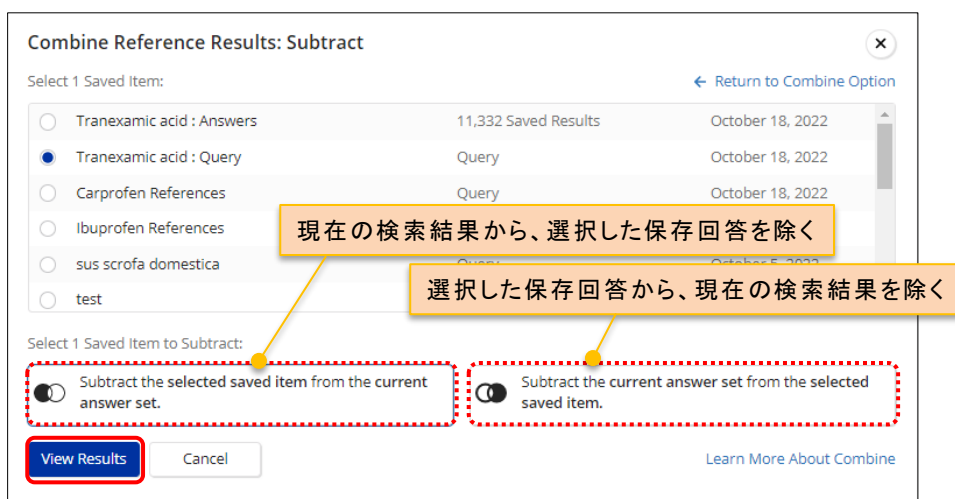 Combine Reference Results: Subtract
Select 1 Saved Item:
← Return to Combine Option
Tranexamic acid : Answers 11,332 Saved Results October 18, 2022
Tranexamic acid : Query Query October 18, 2022
Carprofen References Query October 18, 2022
Ibuprofen References
現在の検索結果から、選択した保存回答を除く
sus scrofa domestica Query October 5, 2022
選択した保存回答から、現在の検索結果を除く
test
Select 1 Saved Item to Subtract:
Subtract the selected saved item from the current
answer set.
Subtract the current answer set from the selected
saved item.
View Results
Cancel
Learn More About Combine